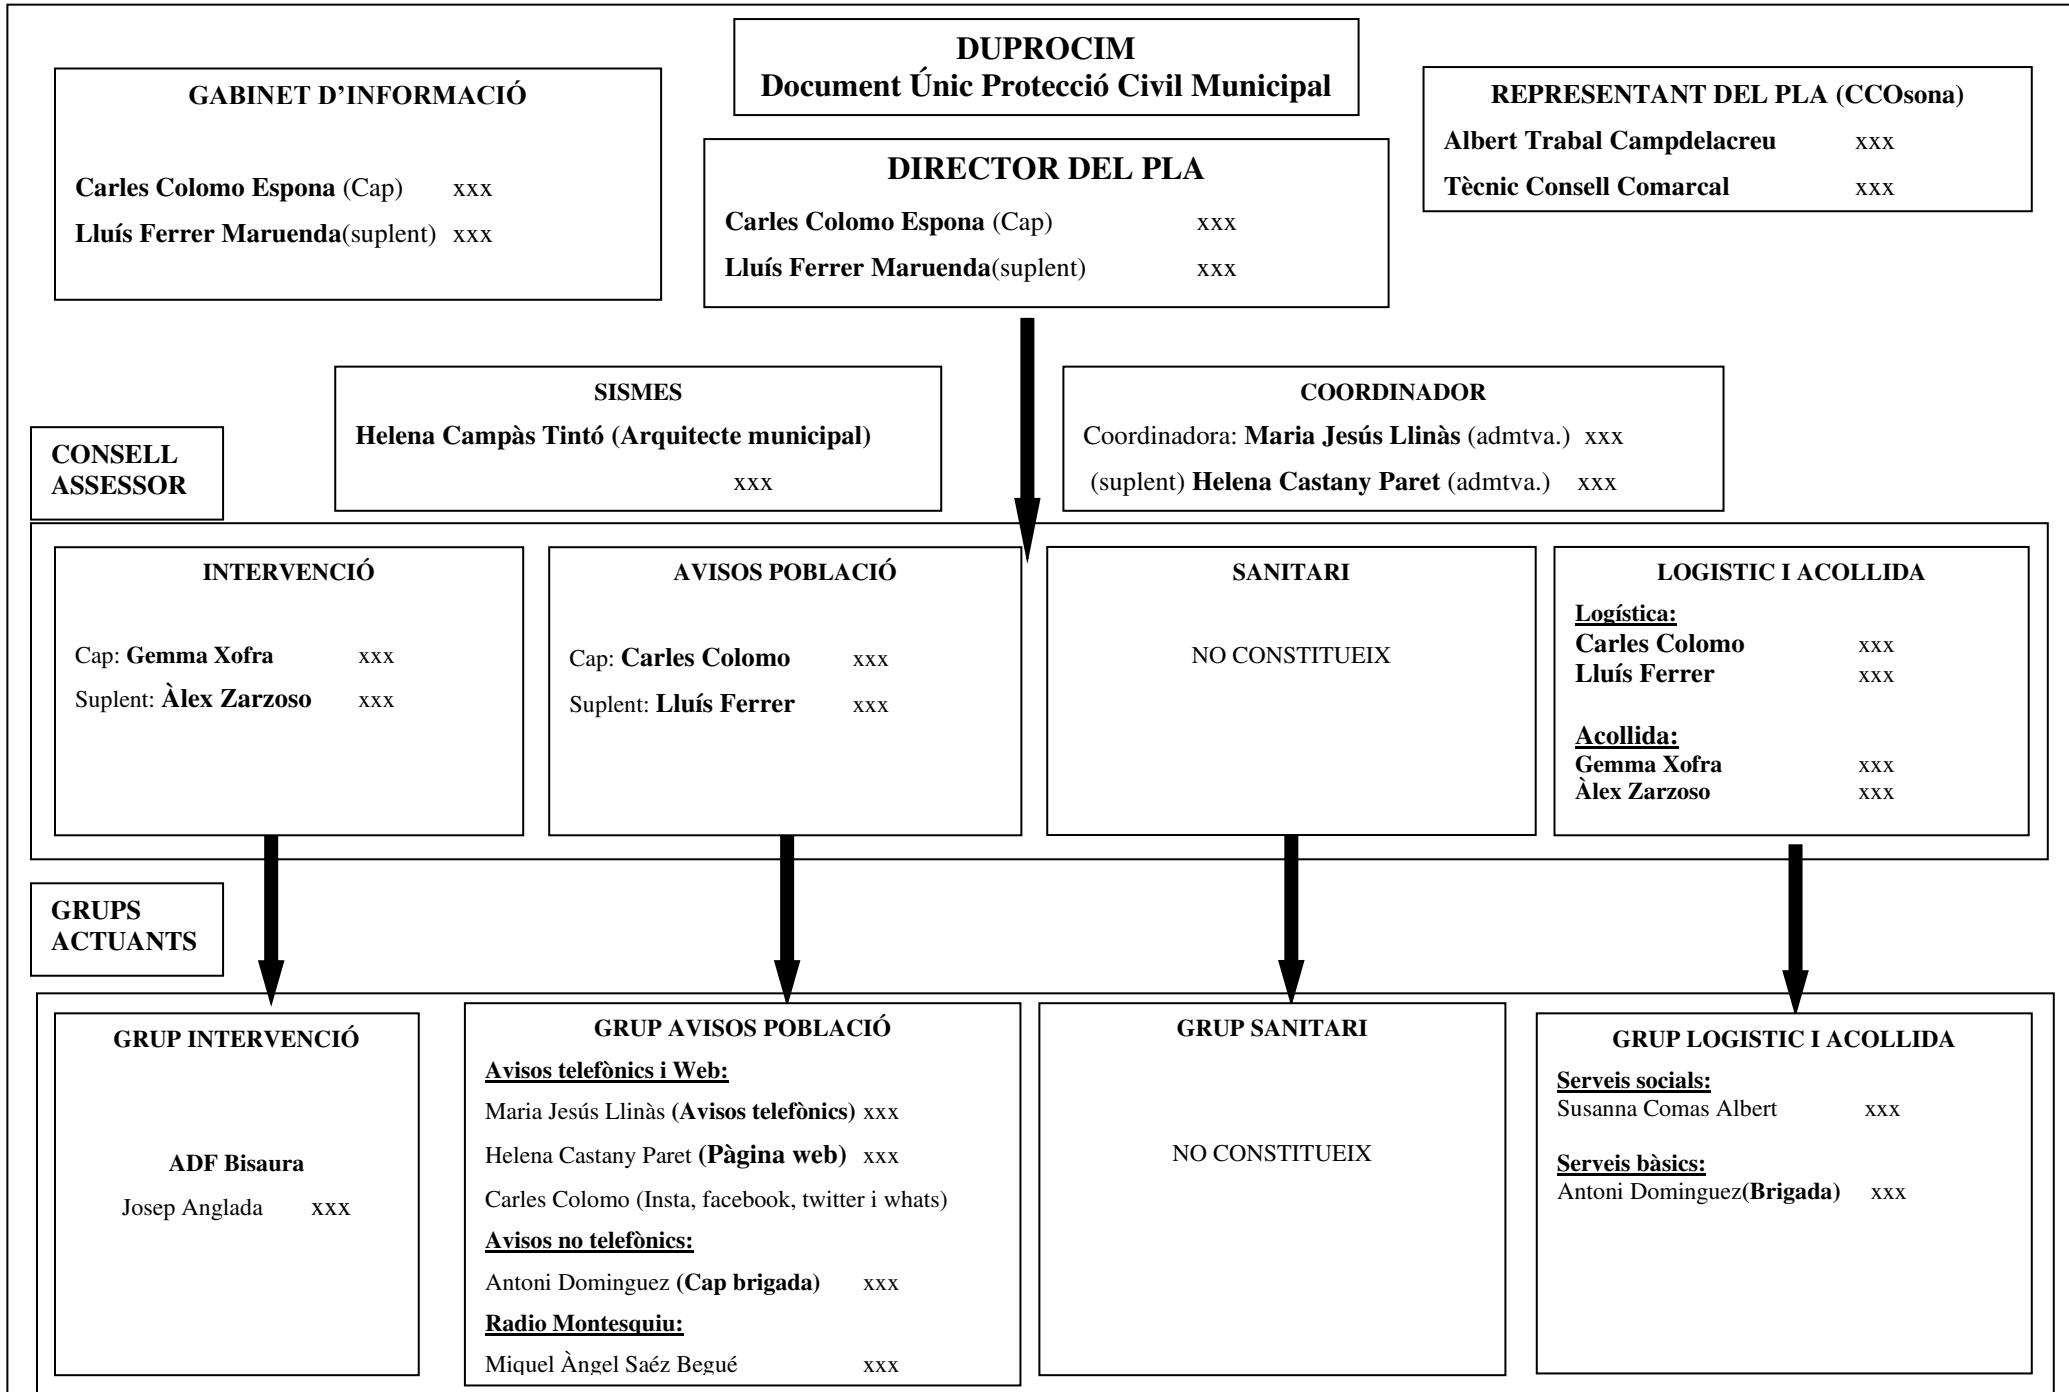 DUPROCIM
Document Únic Protecció Civil Municipal
GABINET D’INFORMACIÓ
Carles Colomo Espona (Cap) xxx
Lluís Ferrer Maruenda(suplent) xxx
DIRECTOR DEL PLA
Carles Colomo Espona (Cap) xxx
Lluís Ferrer Maruenda(suplent) xxx
REPRESENTANT DEL PLA (CCOsona)
Albert Trabal Campdelacreu xxx
Tècnic Consell Comarcal xxx
SISMES
Helena Campàs Tintó (Arquitecte municipal)
xxx
COORDINADOR
Coordinadora: Maria Jesús Llinàs (admtva.) xxx
(suplent) Helena Castany Paret (admtva.) xxx
CONSELL
ASSESSOR
INTERVENCIÓ
Cap: Gemma Xofra xxx
Suplent: Àlex Zarzoso xxx
AVISOS POBLACIÓ
Cap: Carles Colomo xxx
Suplent: Lluís Ferrer xxx
SANITARI
NO CONSTITUEIX
LOGISTIC I ACOLLIDA
Logística:
Carles Colomo xxx
Lluís Ferrer xxx
Acollida:
Gemma Xofra xxx
Àlex Zarzoso xxx
GRUPS
ACTUANTS
GRUP INTERVENCIÓ
ADF Bisaura
Josep Anglada xxx
GRUP AVISOS POBLACIÓ
Avisos telefònics i Web:
Maria Jesús Llinàs (Avisos telefònics) xxx
Helena Castany Paret (Pàgina web) xxx
Carles Colomo (Insta, facebook, twitter i whats)
Avisos no telefònics:
Antoni Dominguez (Cap brigada) xxx
Radio Montesquiu:
Miquel Àngel Saéz Begué xxx
GRUP SANITARI
NO CONSTITUEIX
GRUP LOGISTIC I ACOLLIDA
Serveis socials:
Susanna Comas Albert xxx
Serveis bàsics:
Antoni Dominguez(Brigada) xxx